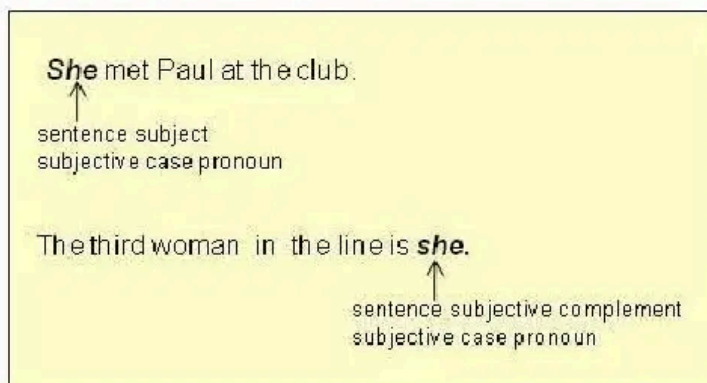 She met Paul at the club.
sentence subject
subjective case pronoun
The third woman in the line is she.
sentence subjective complement
subjective case pronoun